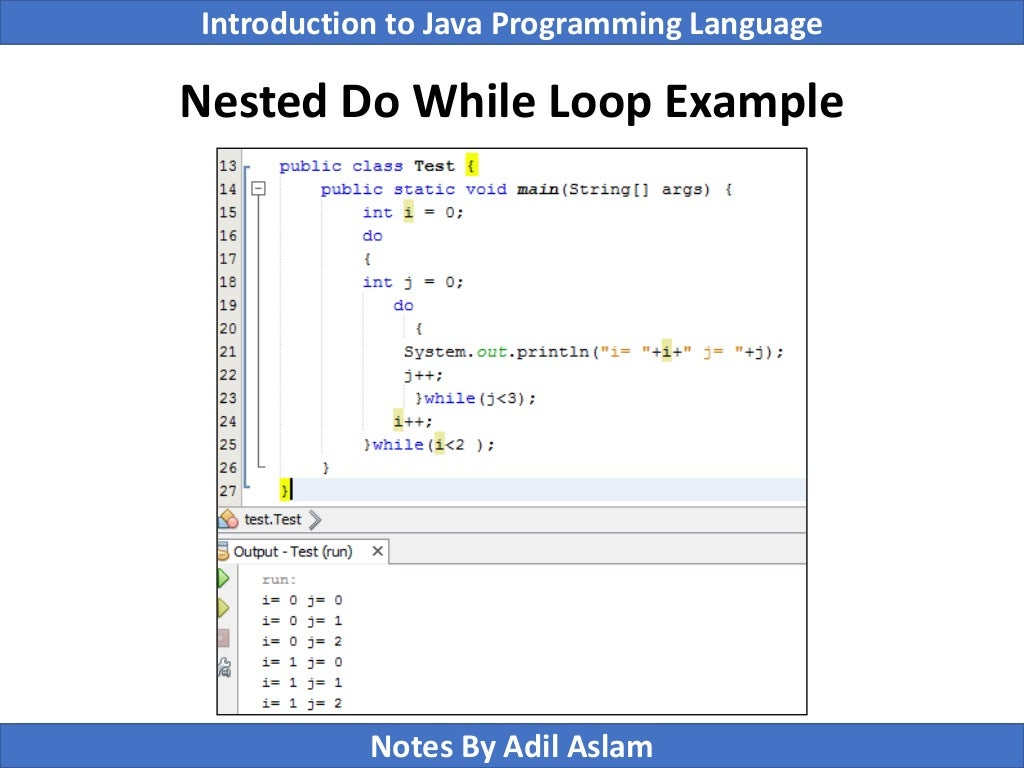 Introduction to Java Programming Language
Nested Do While Loop Example
13 public class Test {
14 public static void main(String[] args) {
15 int i = 0;
16 do
17 {
18 int j = 0;
19 do
20 {
21 System.out.println("i= "+i+" j= "+j);
22 j++;
23 }while(j<3);
24 i++;
25 }while(i<2 );
26 }
27 }
test.Test
Output - Test (run)
run:
i= 0 j= 0
i= 0 j= 1
i= 0 j= 2
i= 1 j= 0
i= 1 j= 1
i= 1 j= 2
Notes By Adil Aslam